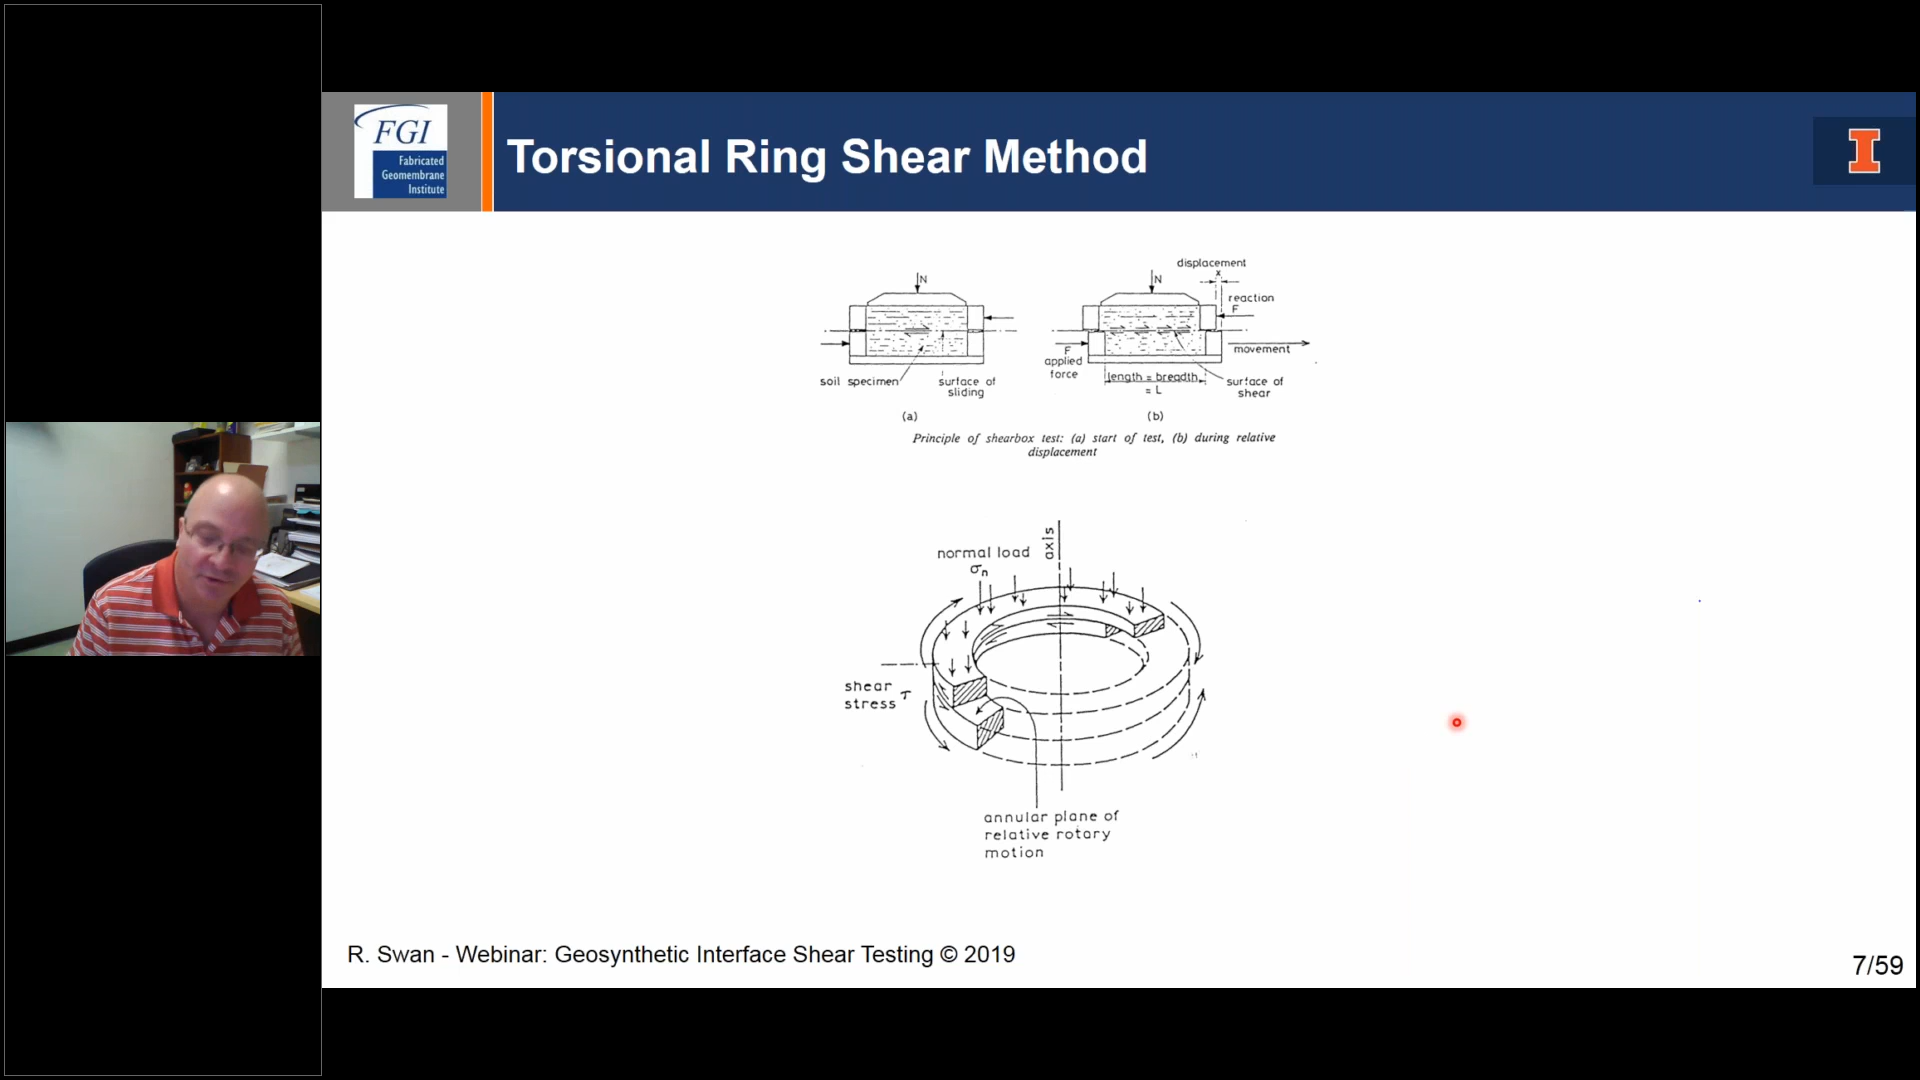 FGI
Fabricated
Geomembrane
Institute
Torsional Ring Shear Method
I
N
soil specimen
surface of
sliding
(a)
displacement
x
N
reaction
F
movement
F
applied
force
length = breadth
= L
surface of
shear
(b)
Principle of shearbox test: (a) start of test, (b) during relative
displacement
axis
normal load
σn
shear
stress τ
annular plane of
relative rotary
motion
R. Swan - Webinar: Geosynthetic Interface Shear Testing © 2019
7/59